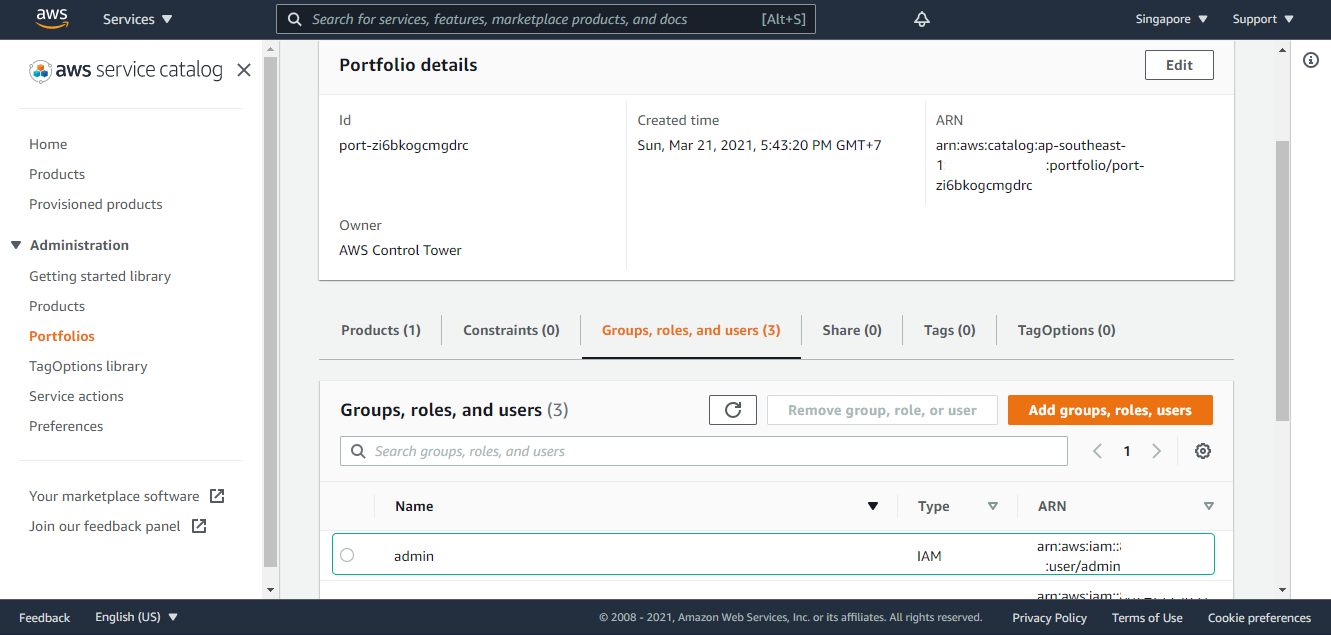 aws
Services
Search for services, features, marketplace products, and docs
[Alt+S]
Singapore
Support
aws service catalog
Home
Products
Provisioned products
Administration
Getting started library
Products
Portfolios
TagOptions library
Service actions
Preferences
Your marketplace software
Join our feedback panel
Portfolio details
Edit
Id
port-zi6bkogcmgdrc
Created time
Sun, Mar 21, 2021, 5:43:20 PM GMT+7
ARN
arn:aws:catalog:ap-southeast-
1 :portfolio/port-
zi6bkogcmgdrc
Owner
AWS Control Tower
Products (1)
Constraints (0)
Groups, roles, and users (3)
Share (0)
Tags (0)
TagOptions (0)
Groups, roles, and users (3)
Remove group, role, or user
Add groups, roles, users
Search groups, roles, and users
1
Name
Type
ARN
admin
IAM
arn:aws:iam::
:user/admin
arn:aws:iam::
Feedback
English (US)
© 2008 - 2021, Amazon Web Services, Inc. or its affiliates. All rights reserved.
Privacy Policy
Terms of Use
Cookie preferences